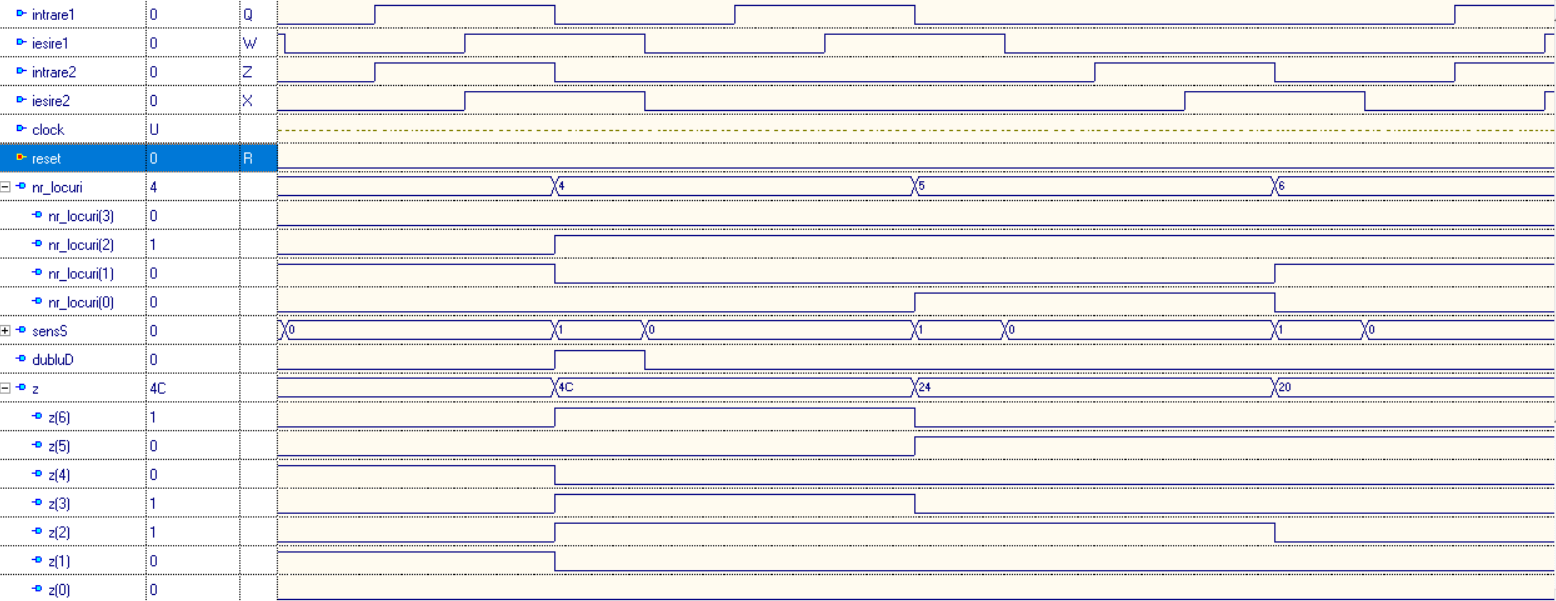 intrare1 0 Q
iesire1 0 W
intrare2 0 Z
iesire2 0 X
clock U
reset 0 R
nr_locuri 4 4 5 6
nr_locuri(3) 0
nr_locuri(2) 1
nr_locuri(1) 0
nr_locuri(0) 0
sensS 0 0 1 0 1 0 1 0
dubluD 0
z 4C 4C 24 20
z(6) 1
z(5) 0
z(4) 0
z(3) 1
z(2) 1
z(1) 0
z(0) 0